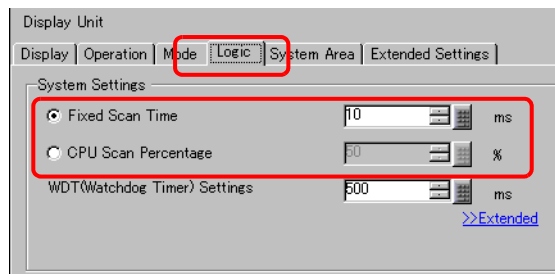 Display Unit
Display Operation Mode Logic System Area Extended Settings
System Settings
Fixed Scan Time 10 ms
CPU Scan Percentage 50 %
WDT(Watchdog Timer) Settings 500 ms
>>Extended